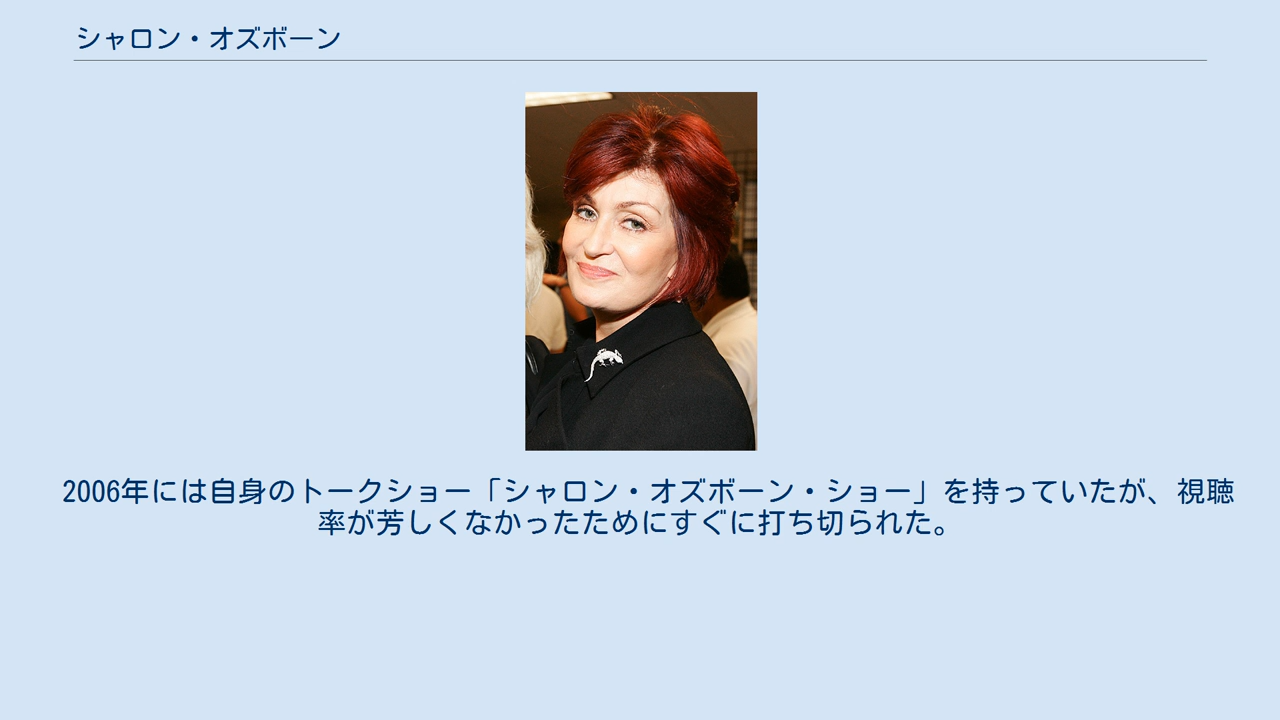 シャロン・オズボーン
2006年には自身のトークショー「シャロン・オズボーン・ショー」を持っていたが、視聴
率が芳しくなかったためにすぐに打ち切られた。